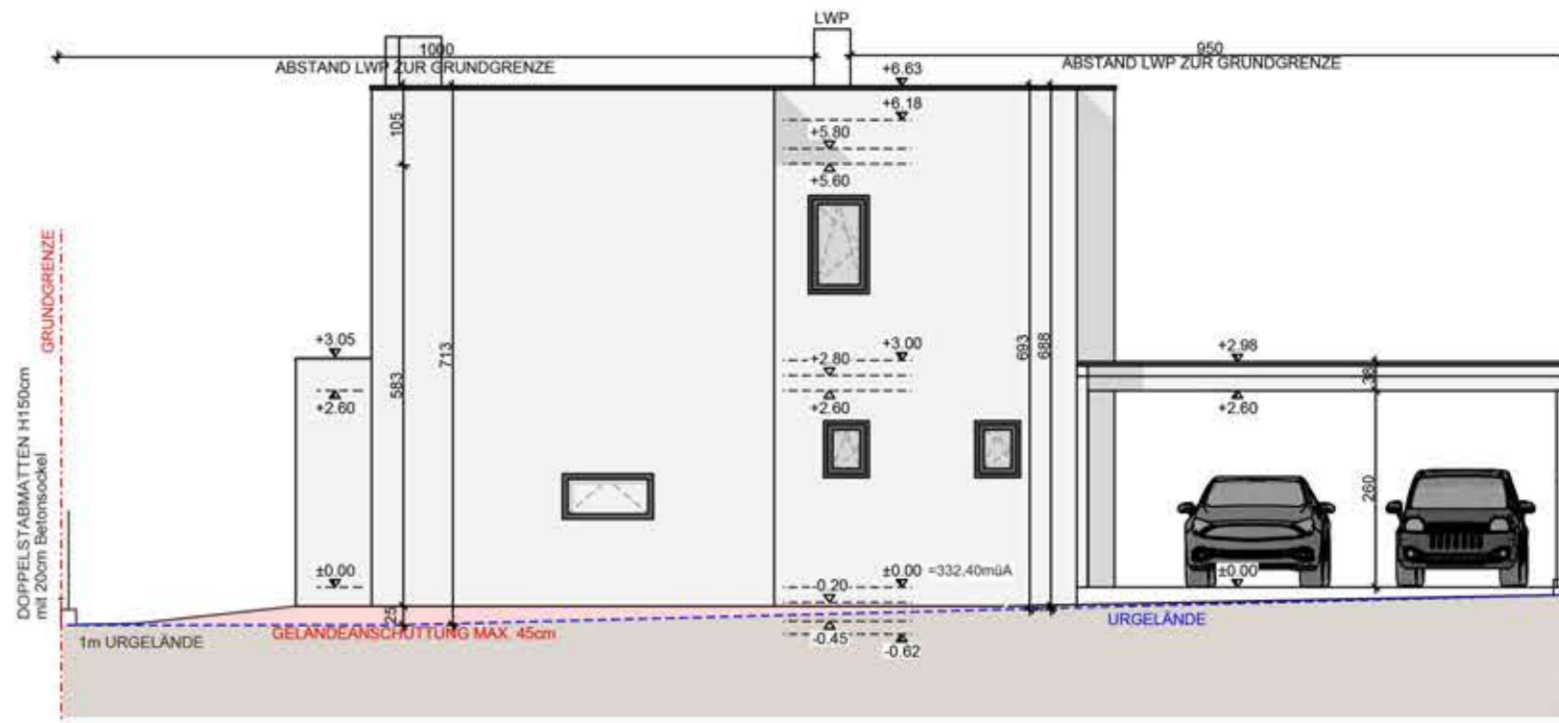 LWP
1000
ABSTAND LWP ZUR GRUNDGRENZE
950
ABSTAND LWP ZUR GRUNDGRENZE
+6.63
+6.18
105
+5.80
+5.60
GRUNDGRENZE
+3.05
+2.60
583
713
+3.00
+2.80
+2.60
693
688
+2.98
38
+2.60
260
DOPPELSTABMATTEN H150cm
mit 20cm Betonsockel
±0.00
-0.20
±0.00 =332,40müA
±0.00
25
1m URGELÄNDE
GELÄNDEANSCHÜTTUNG MAX. 45cm
-0.45
-0.62
URGELÄNDE